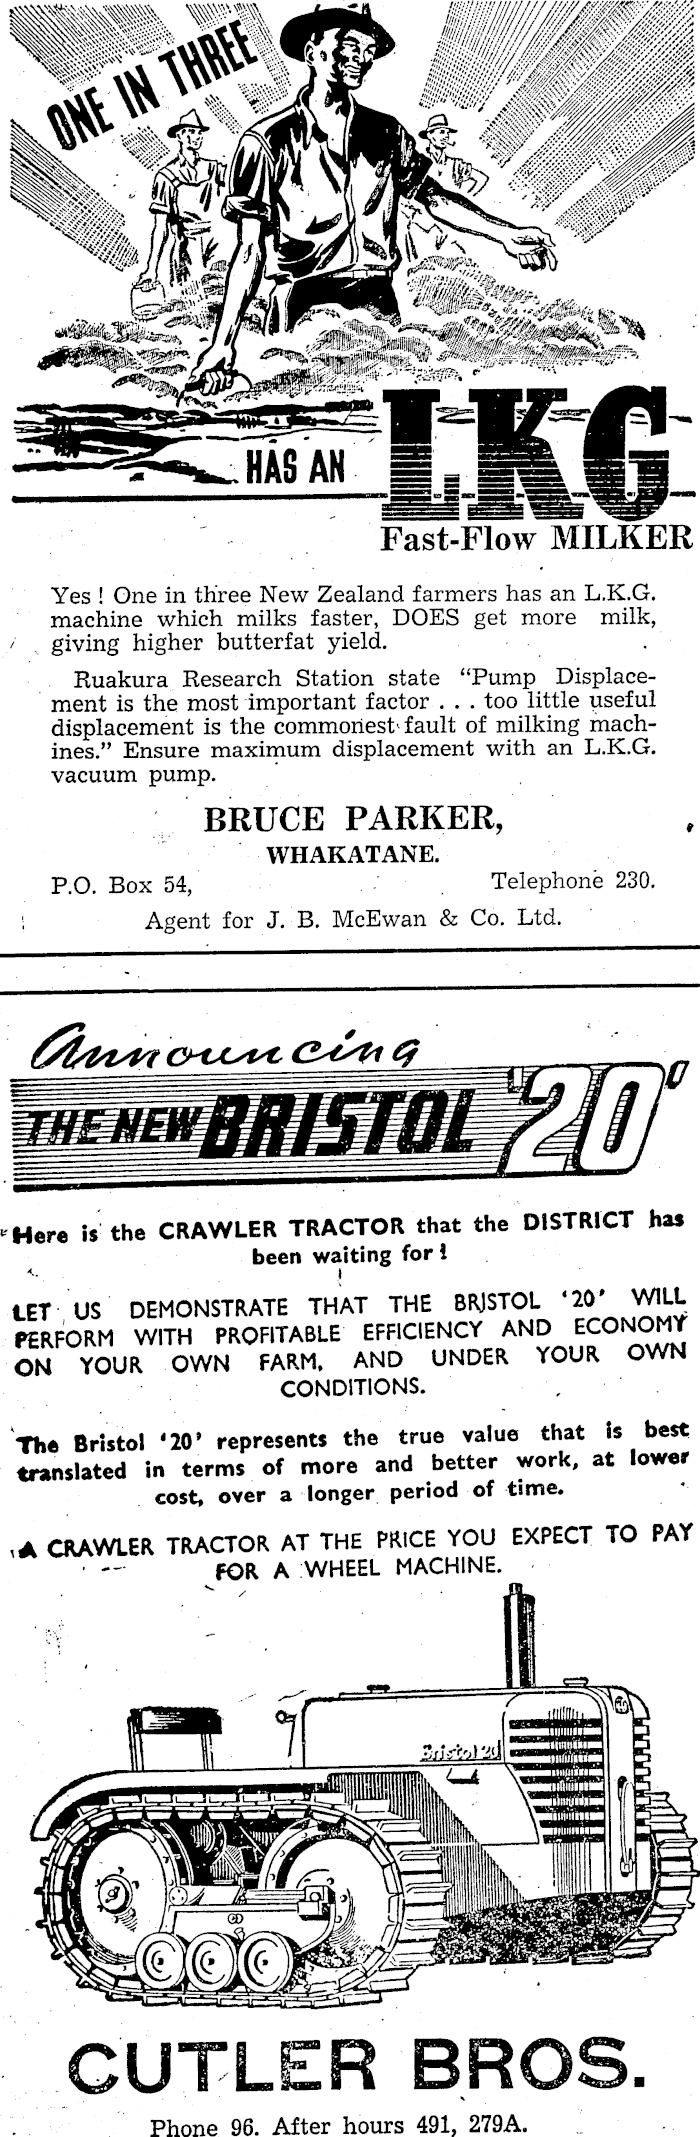 ONE IN THREE
HAS AN
LKG
Fast-Flow MILKER
Yes ! One in three New Zealand farmers has an L.K.G.
machine which milks faster, DOES get more milk,
giving higher butterfat yield.
Ruakura Research Station state “Pump Displace-
ment is the most important factor . . . too little useful
displacement is the commonest fault of milking mach-
ines.” Ensure maximum displacement with an L.K.G.
vacuum pump.
BRUCE PARKER,
WHAKATANE.
P.O. Box 54, Telephone 230.
Agent for J. B. McEwan & Co. Ltd.
Announcing
THE NEW BRISTOL '20'
Here is the CRAWLER TRACTOR that the DISTRICT has
been waiting for !
LET US DEMONSTRATE THAT THE BRISTOL ‘20’ WILL
PERFORM WITH PROFITABLE EFFICIENCY AND ECONOMY
ON YOUR OWN FARM, AND UNDER YOUR OWN
CONDITIONS.
The Bristol ‘20’ represents the true value that is best
translated in terms of more and better work, at lower
cost, over a longer period of time.
A CRAWLER TRACTOR AT THE PRICE YOU EXPECT TO PAY
FOR A WHEEL MACHINE.
Bristol 20
CUTLER BROS.
Phone 96. After hours 491, 279A.